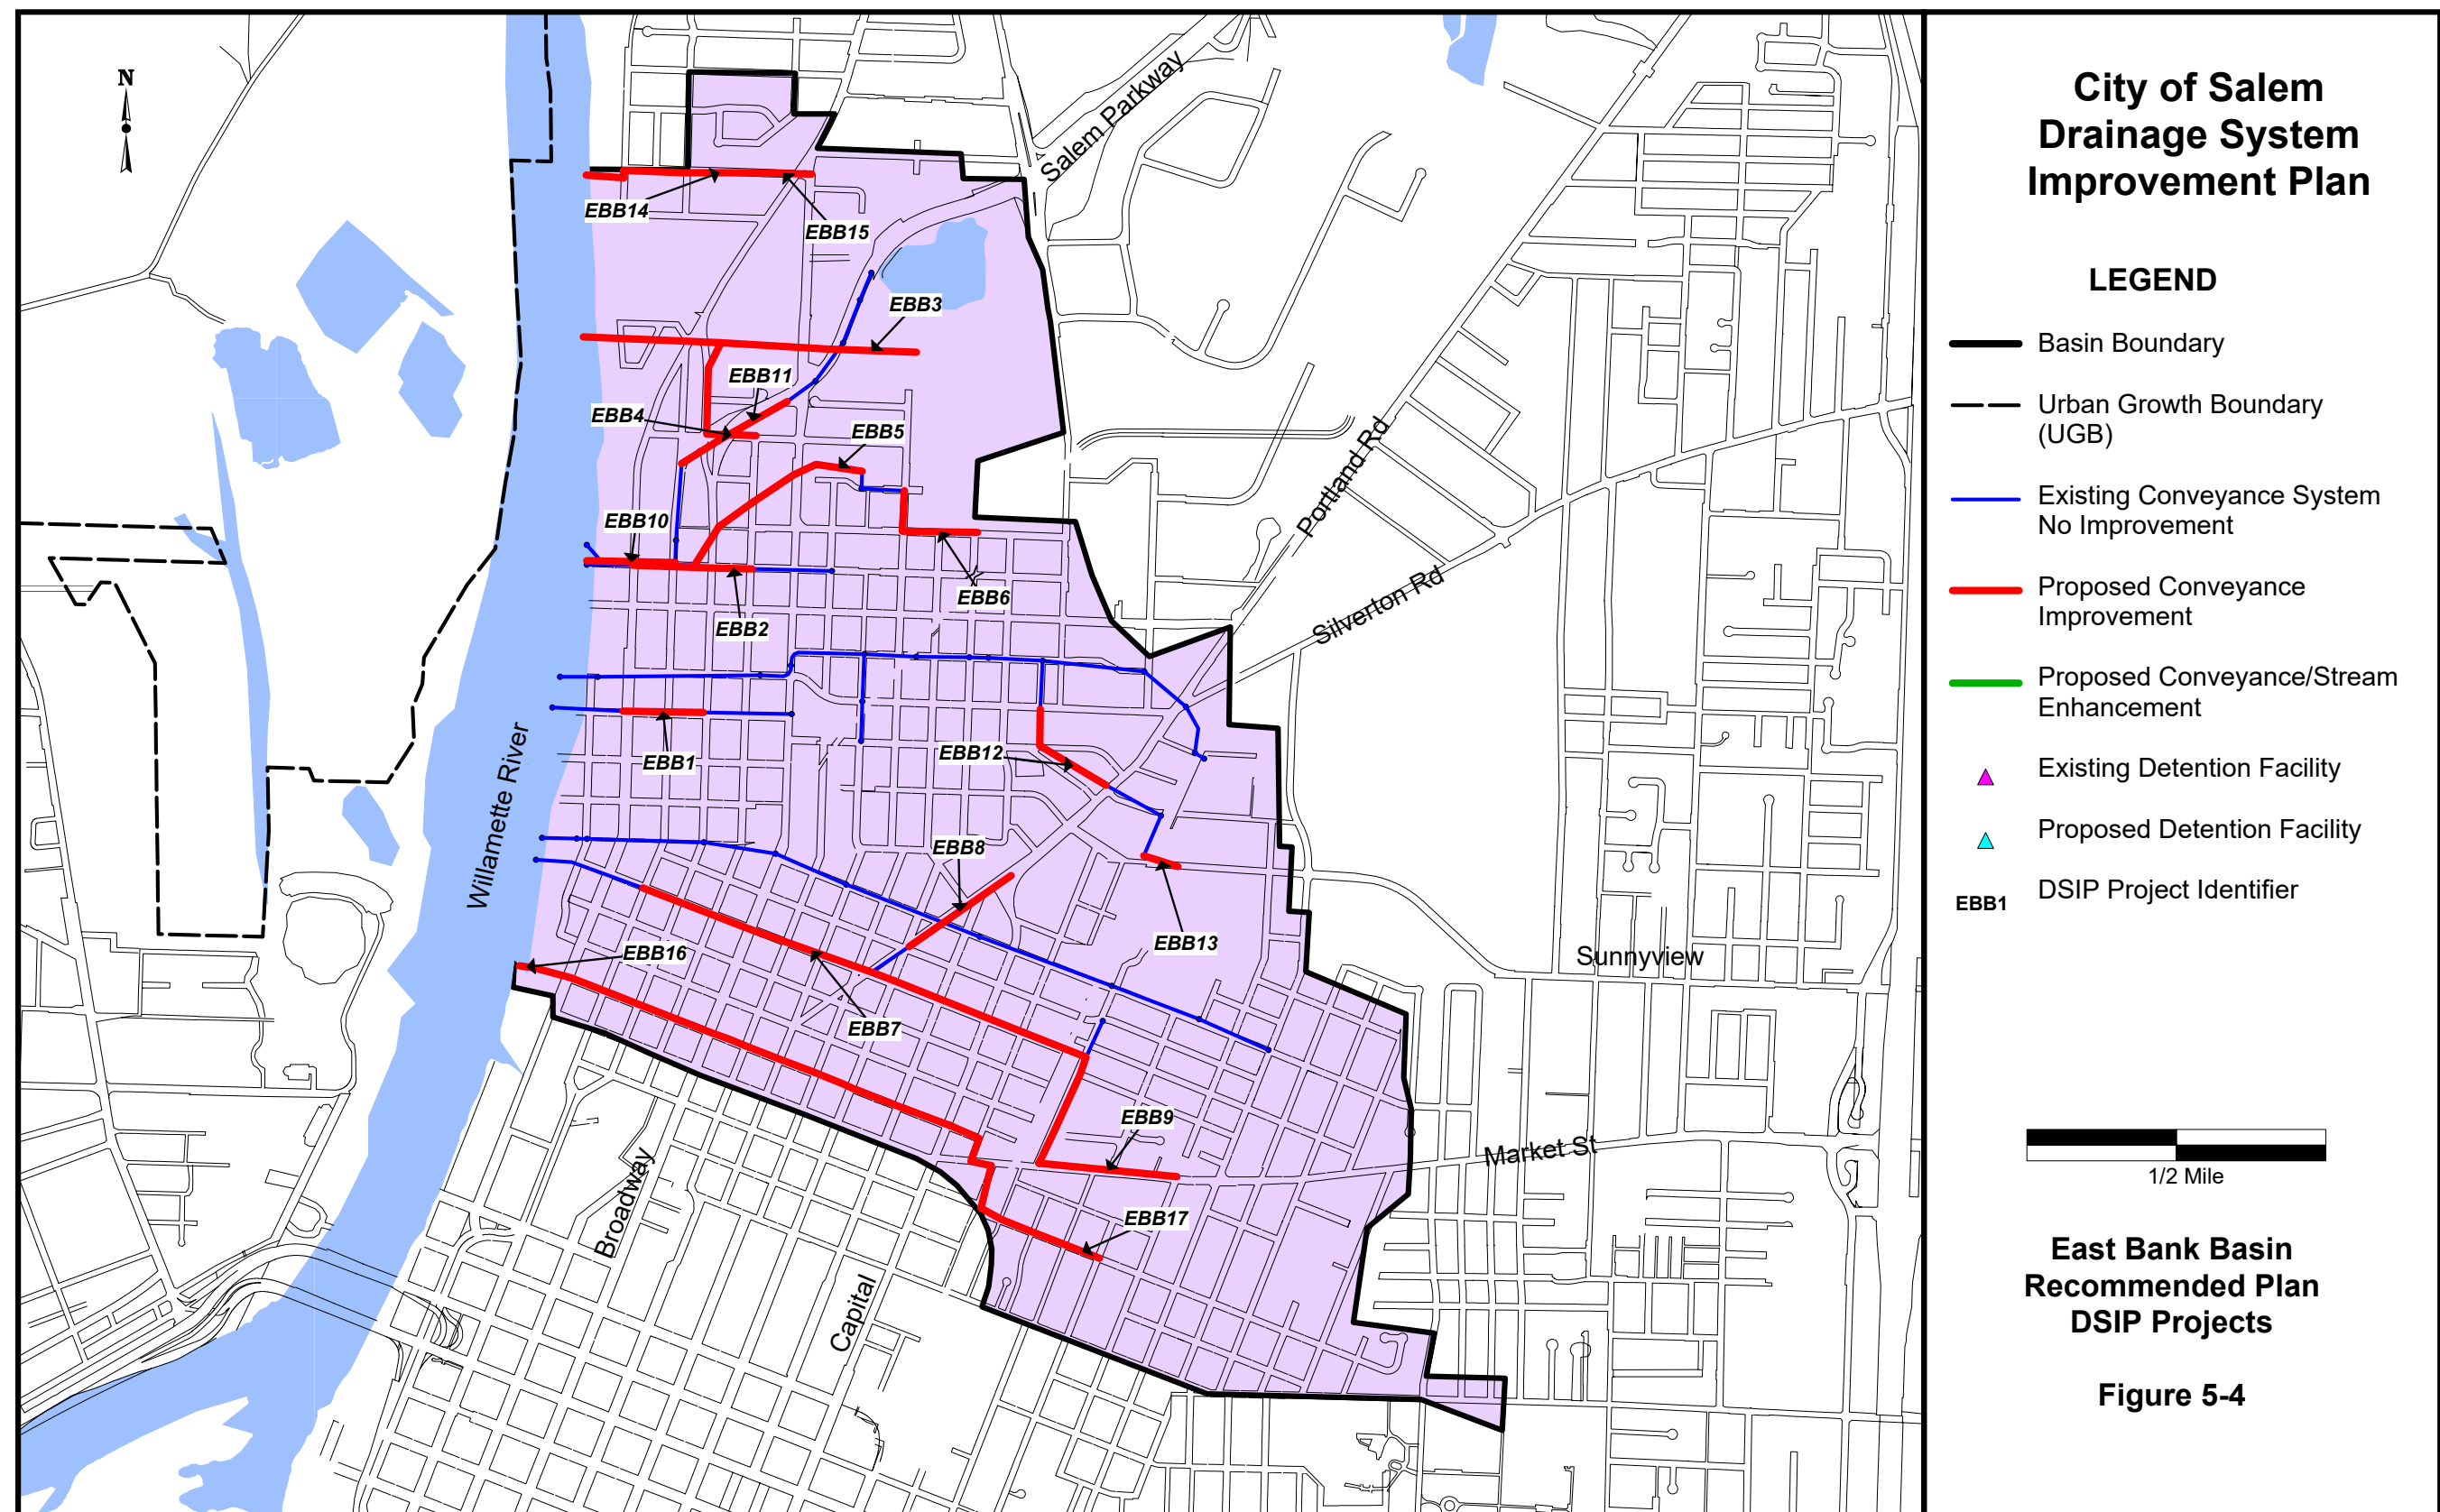 N
Salem Parkway
EBB14
EBB15
EBB3
EBB11
EBB4
EBB5
Portland Rd
EBB10
EBB6
Silverton Rd
EBB2
Willamette River
EBB1
EBB12
EBB8
EBB13
EBB16
Sunnyview
EBB7
EBB9
Market St
Broadway
EBB17
Capital
City of Salem
Drainage System
Improvement Plan
LEGEND
Basin Boundary
Urban Growth Boundary
(UGB)
Existing Conveyance System
No Improvement
Proposed Conveyance
Improvement
Proposed Conveyance/Stream
Enhancement
Existing Detention Facility
Proposed Detention Facility
EBB1 DSIP Project Identifier
1/2 Mile
East Bank Basin
Recommended Plan
DSIP Projects
Figure 5-4